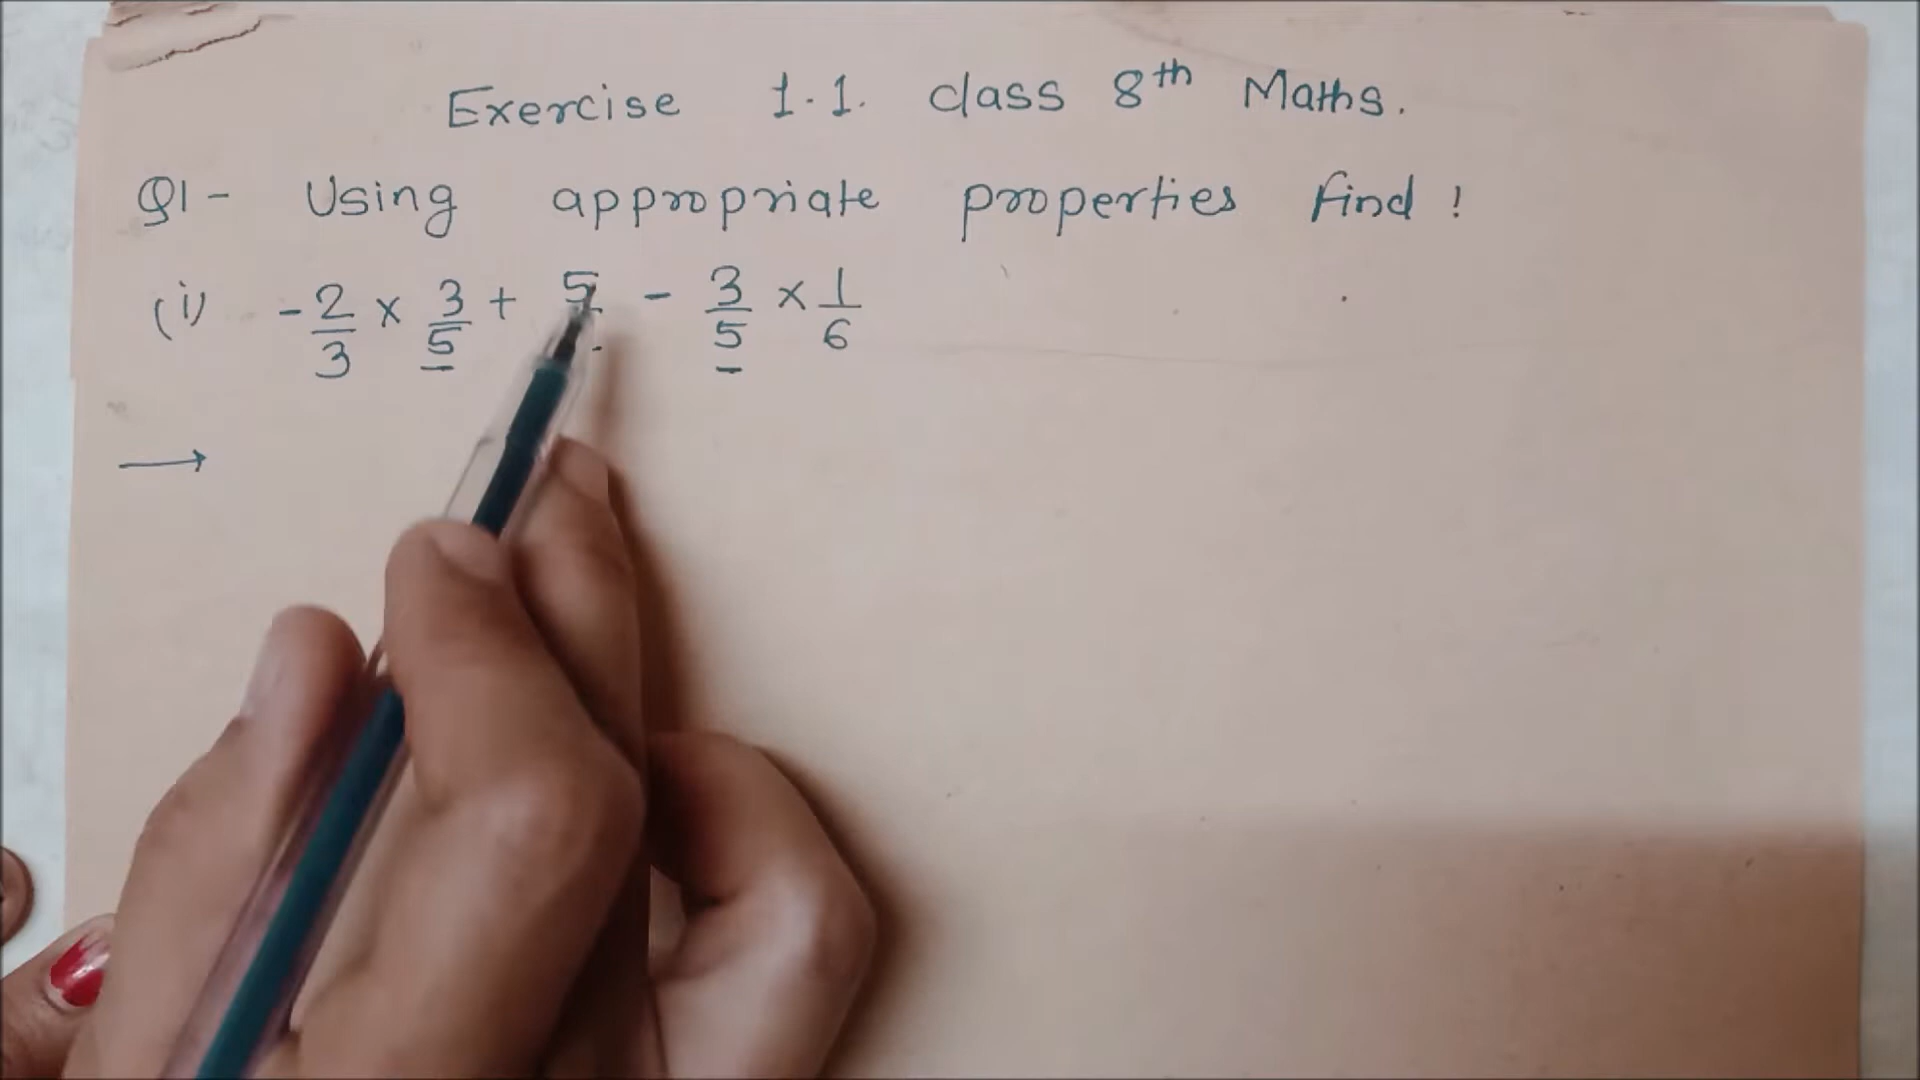 Exercise 1.1. class 8th Maths.
Q1- Using appropriate properties find!
(i) -2/3 × 3/5 + 5 - 3/5 × 1/6
→